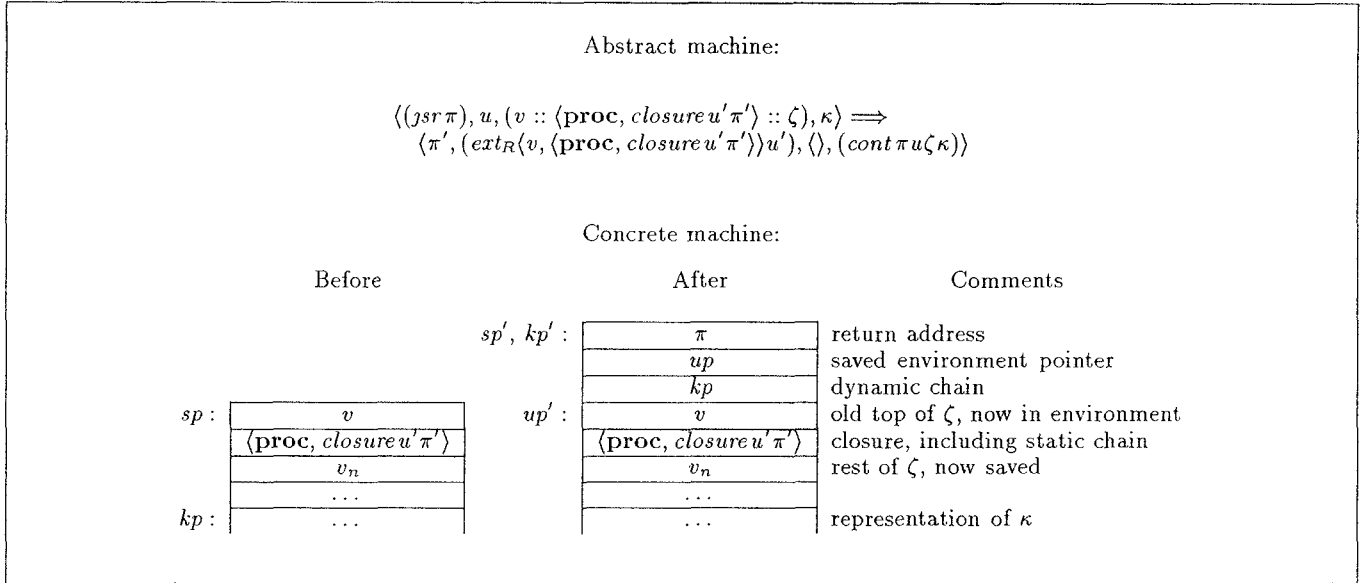 Abstract machine:
⟨(jsr π), u, (v :: ⟨proc, closure u′π′⟩ :: ζ), κ⟩ ⟹
⟨π′, (ext_R⟨v, ⟨proc, closure u′π′⟩⟩u′), ⟨⟩, (cont π u ζ κ)⟩
Concrete machine:
Before After Comments
sp′, kp′ : π return address
up saved environment pointer
kp dynamic chain
sp : v up′ : v old top of ζ, now in environment
⟨proc, closure u′π′⟩ ⟨proc, closure u′π′⟩ closure, including static chain
v_n v_n rest of ζ, now saved
... ...
kp : ... ... representation of κ